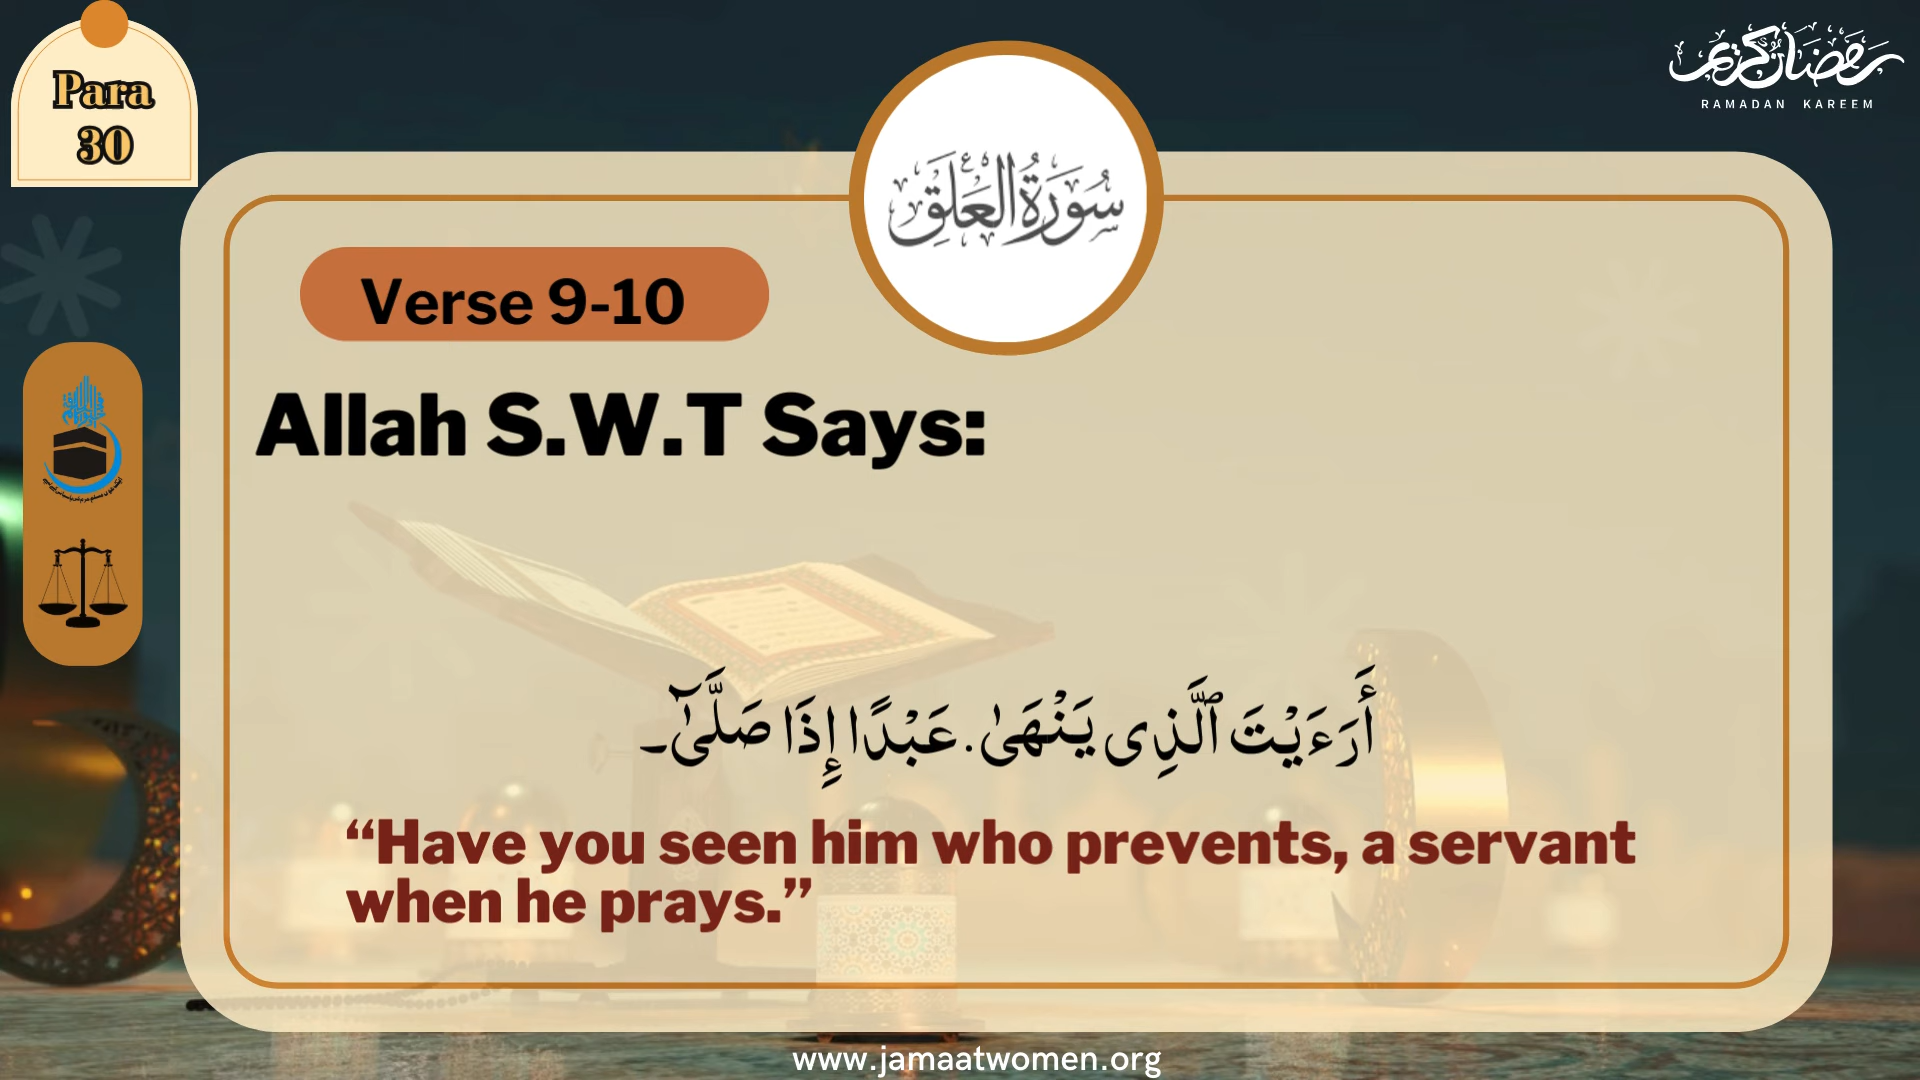 Para
30
رمضان كريم
RAMADAN KAREEM
سُورَةُ العَلَقِ
Verse 9-10
Allah S.W.T Says:
أَرَءَيْتَ ٱلَّذِى يَنْهَىٰ. عَبْدًا إِذَا صَلَّىٰٓ۔
“Have you seen him who prevents, a servant
when he prays.”
www.jamaatwomen.org